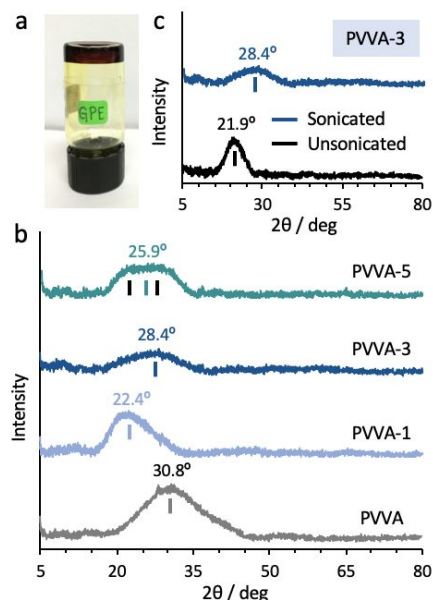 a
GPE
c
PVVA-3
28.4°
Sonicated
Unsonicated
21.9°
Intensity
5 30 55 80
2θ / deg
b
25.9°
PVVA-5
28.4°
PVVA-3
22.4°
PVVA-1
30.8°
PVVA
Intensity
5 20 35 50 65 80
2θ / deg